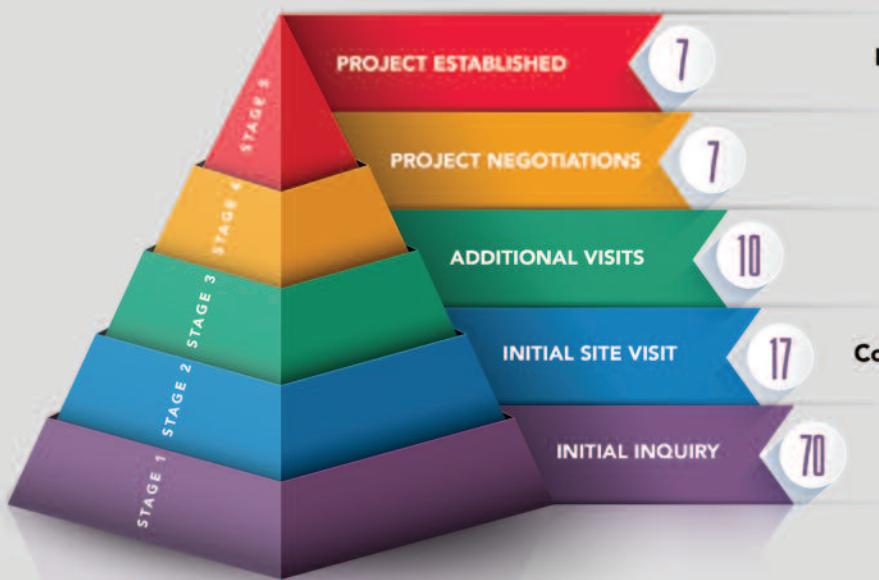 STAGE 5
PROJECT ESTABLISHED
7
STAGE 4
PROJECT NEGOTIATIONS
7
STAGE 3
ADDITIONAL VISITS
10
STAGE 2
INITIAL SITE VISIT
17
Co
STAGE 1
INITIAL INQUIRY
70